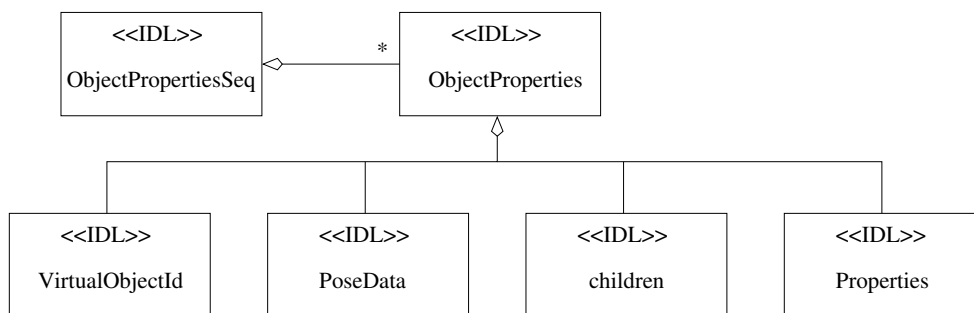 <<IDL>>
ObjectPropertiesSeq
*
<<IDL>>
ObjectProperties
<<IDL>>
VirtualObjectId
<<IDL>>
PoseData
<<IDL>>
children
<<IDL>>
Properties